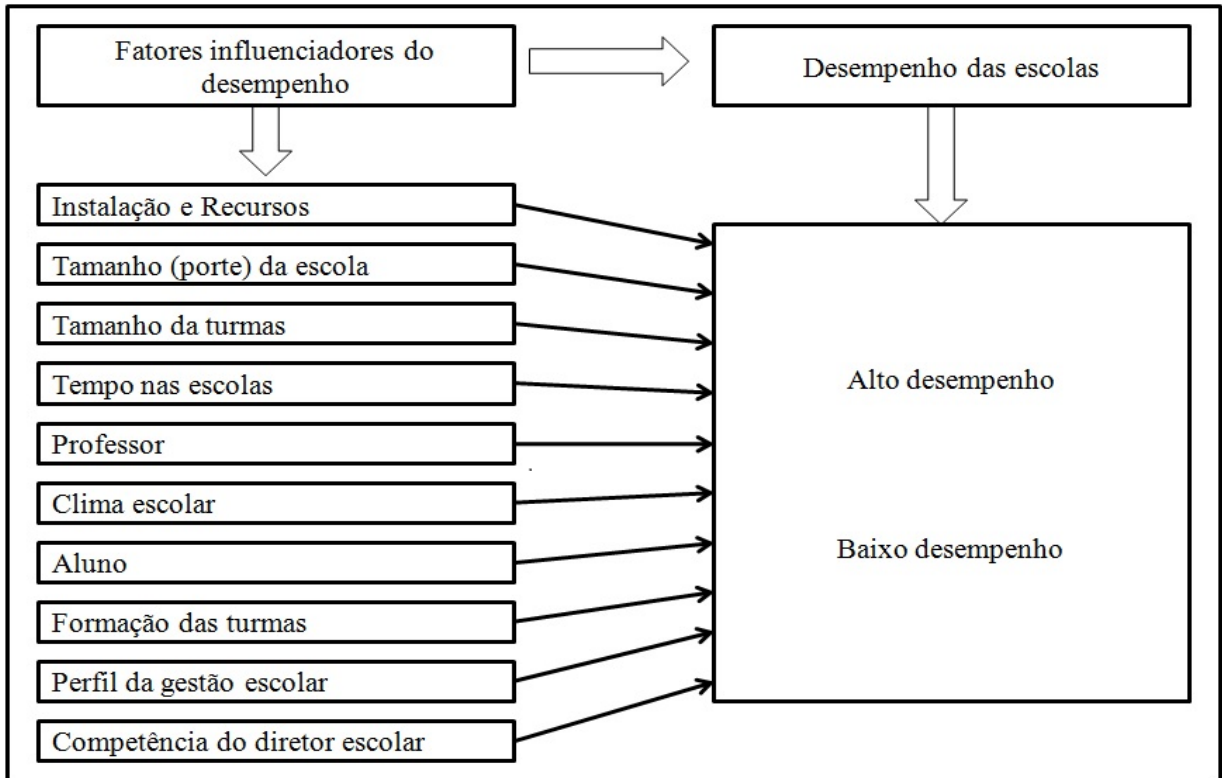 Fatores influenciadores do
desempenho
Desempenho das escolas
Instalação e Recursos
Tamanho (porte) da escola
Tamanho da turmas
Tempo nas escolas
Professor
Clima escolar
Aluno
Formação das turmas
Perfil da gestão escolar
Competência do diretor escolar
Alto desempenho
Baixo desempenho